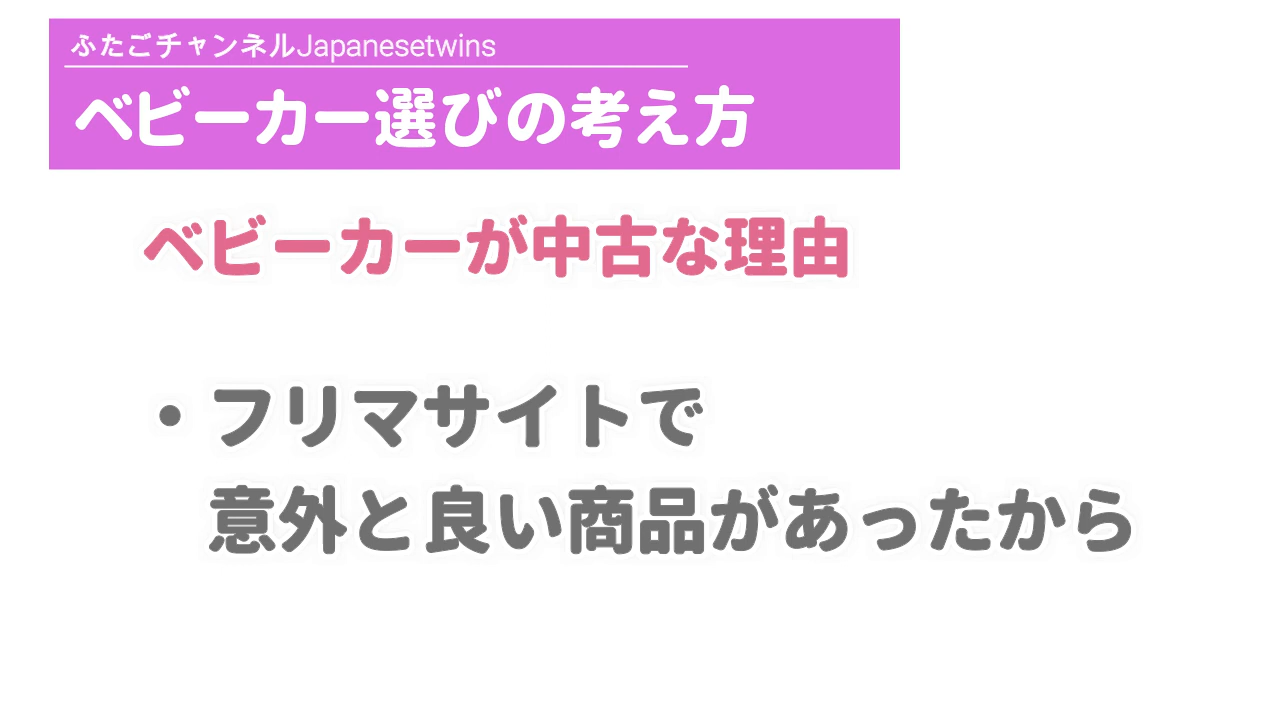 ふたごチャンネルJapanesetwins
ベビーカー選びの考え方
ベビーカーが中古な理由
・フリマサイトで
意外と良い商品があったから